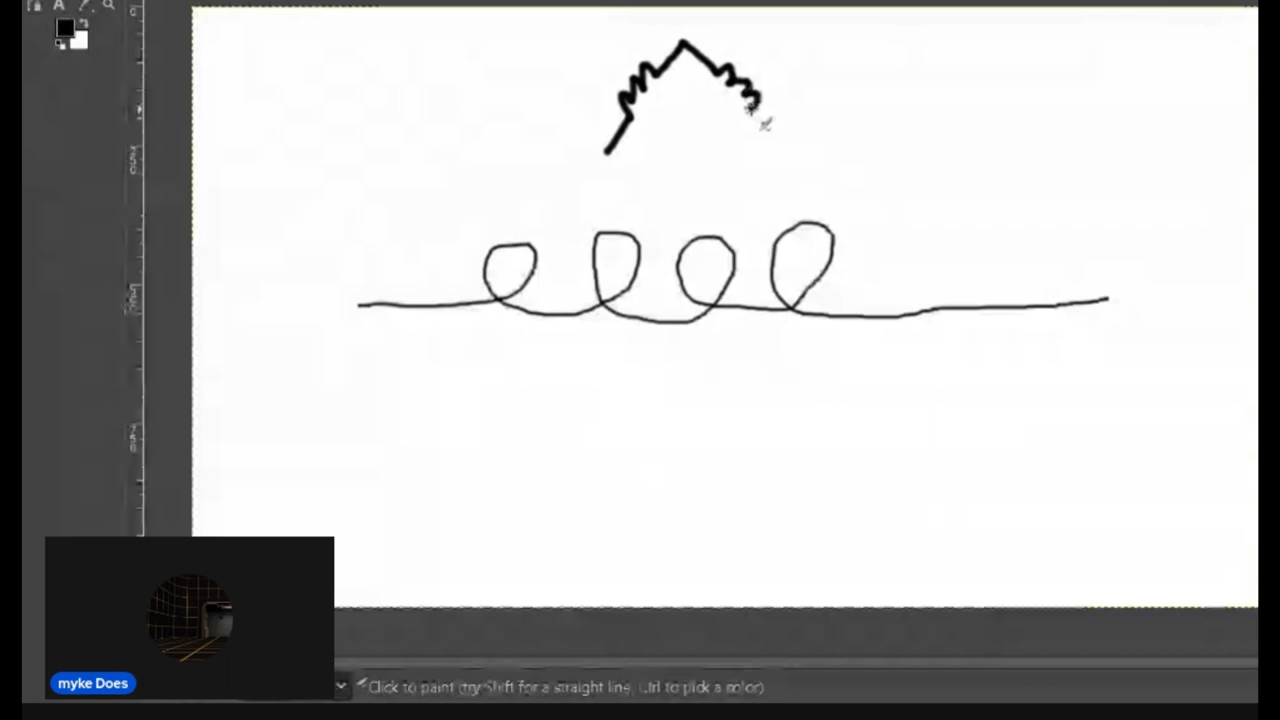 Click to paint (try Shift for a straight line, Ctrl to pick a color)
myke Does